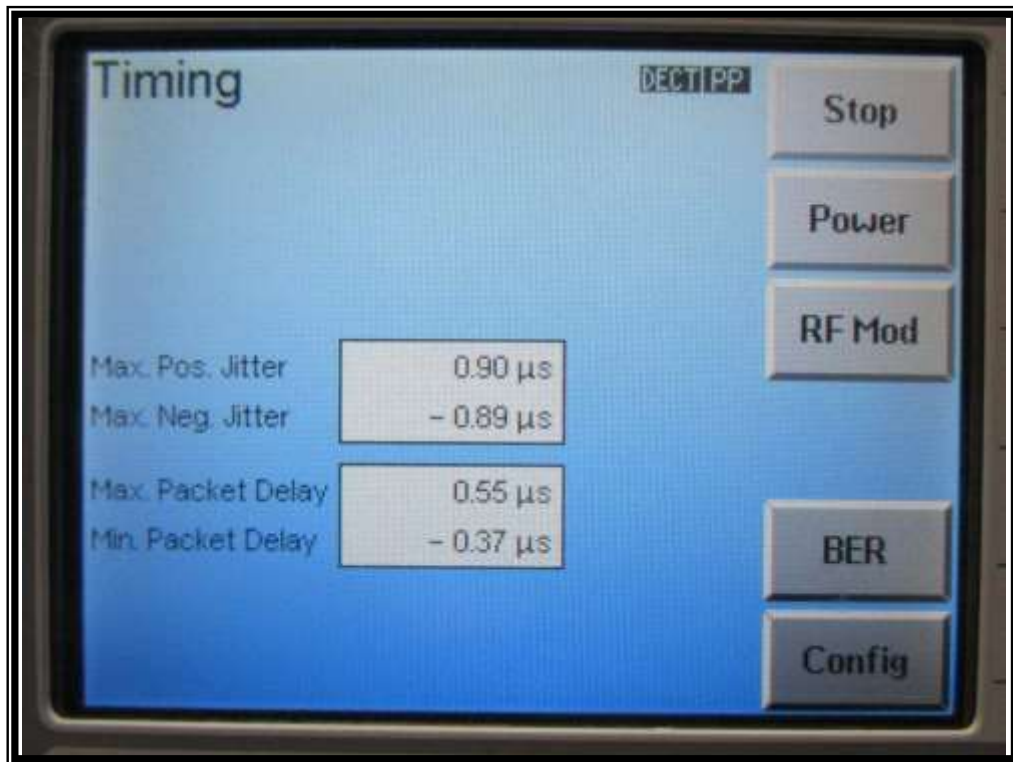 Timing
DECT PP
Stop
Power
RF Mod
Max. Pos. Jitter 0.90 µs
Max. Neg. Jitter - 0.89 µs
Max. Packet Delay 0.55 µs
Min. Packet Delay - 0.37 µs
BER
Config